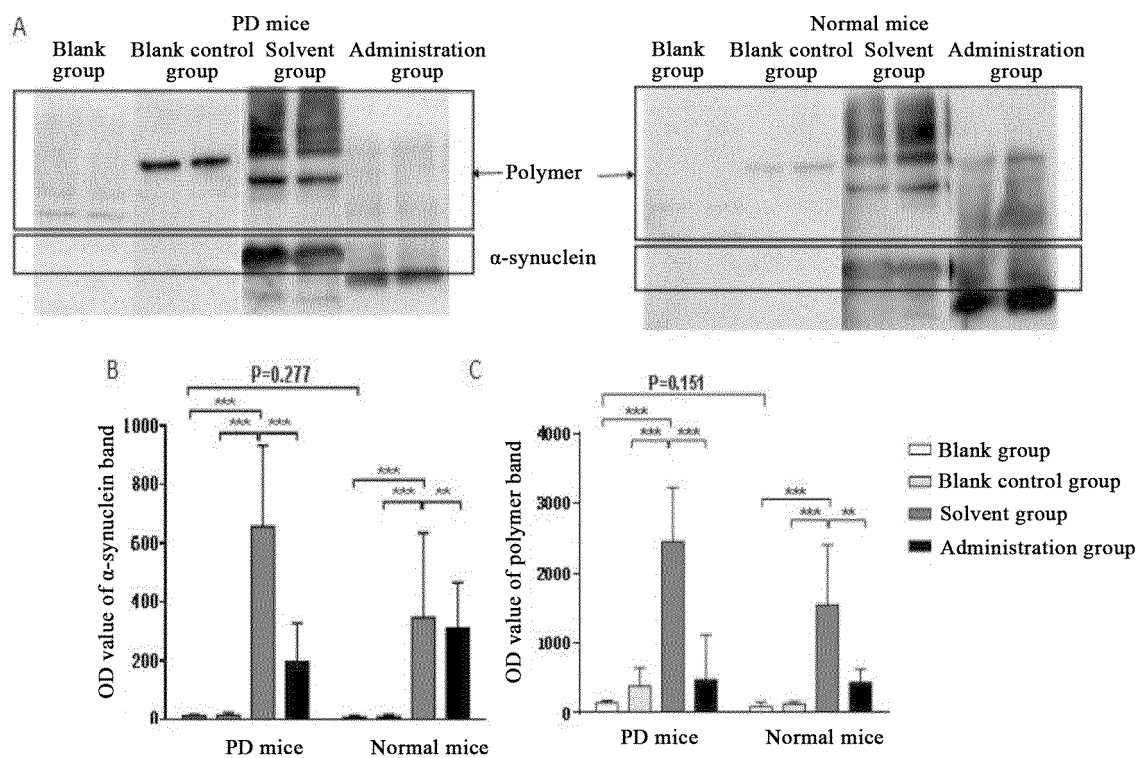 A
PD mice
Blank group
Blank control group
Solvent group
Administration group
Normal mice
Blank group
Blank control group
Solvent group
Administration group
Polymer
α-synuclein
B
P=0.277
***
*** ***
***
*** **
OD value of α-synuclein band
1000
800
600
400
200
0
PD mice
Normal mice
C
P=0.151
***
*** ***
***
*** **
OD value of polymer band
4000
3000
2000
1000
0
PD mice
Normal mice
Blank group
Blank control group
Solvent group
Administration group